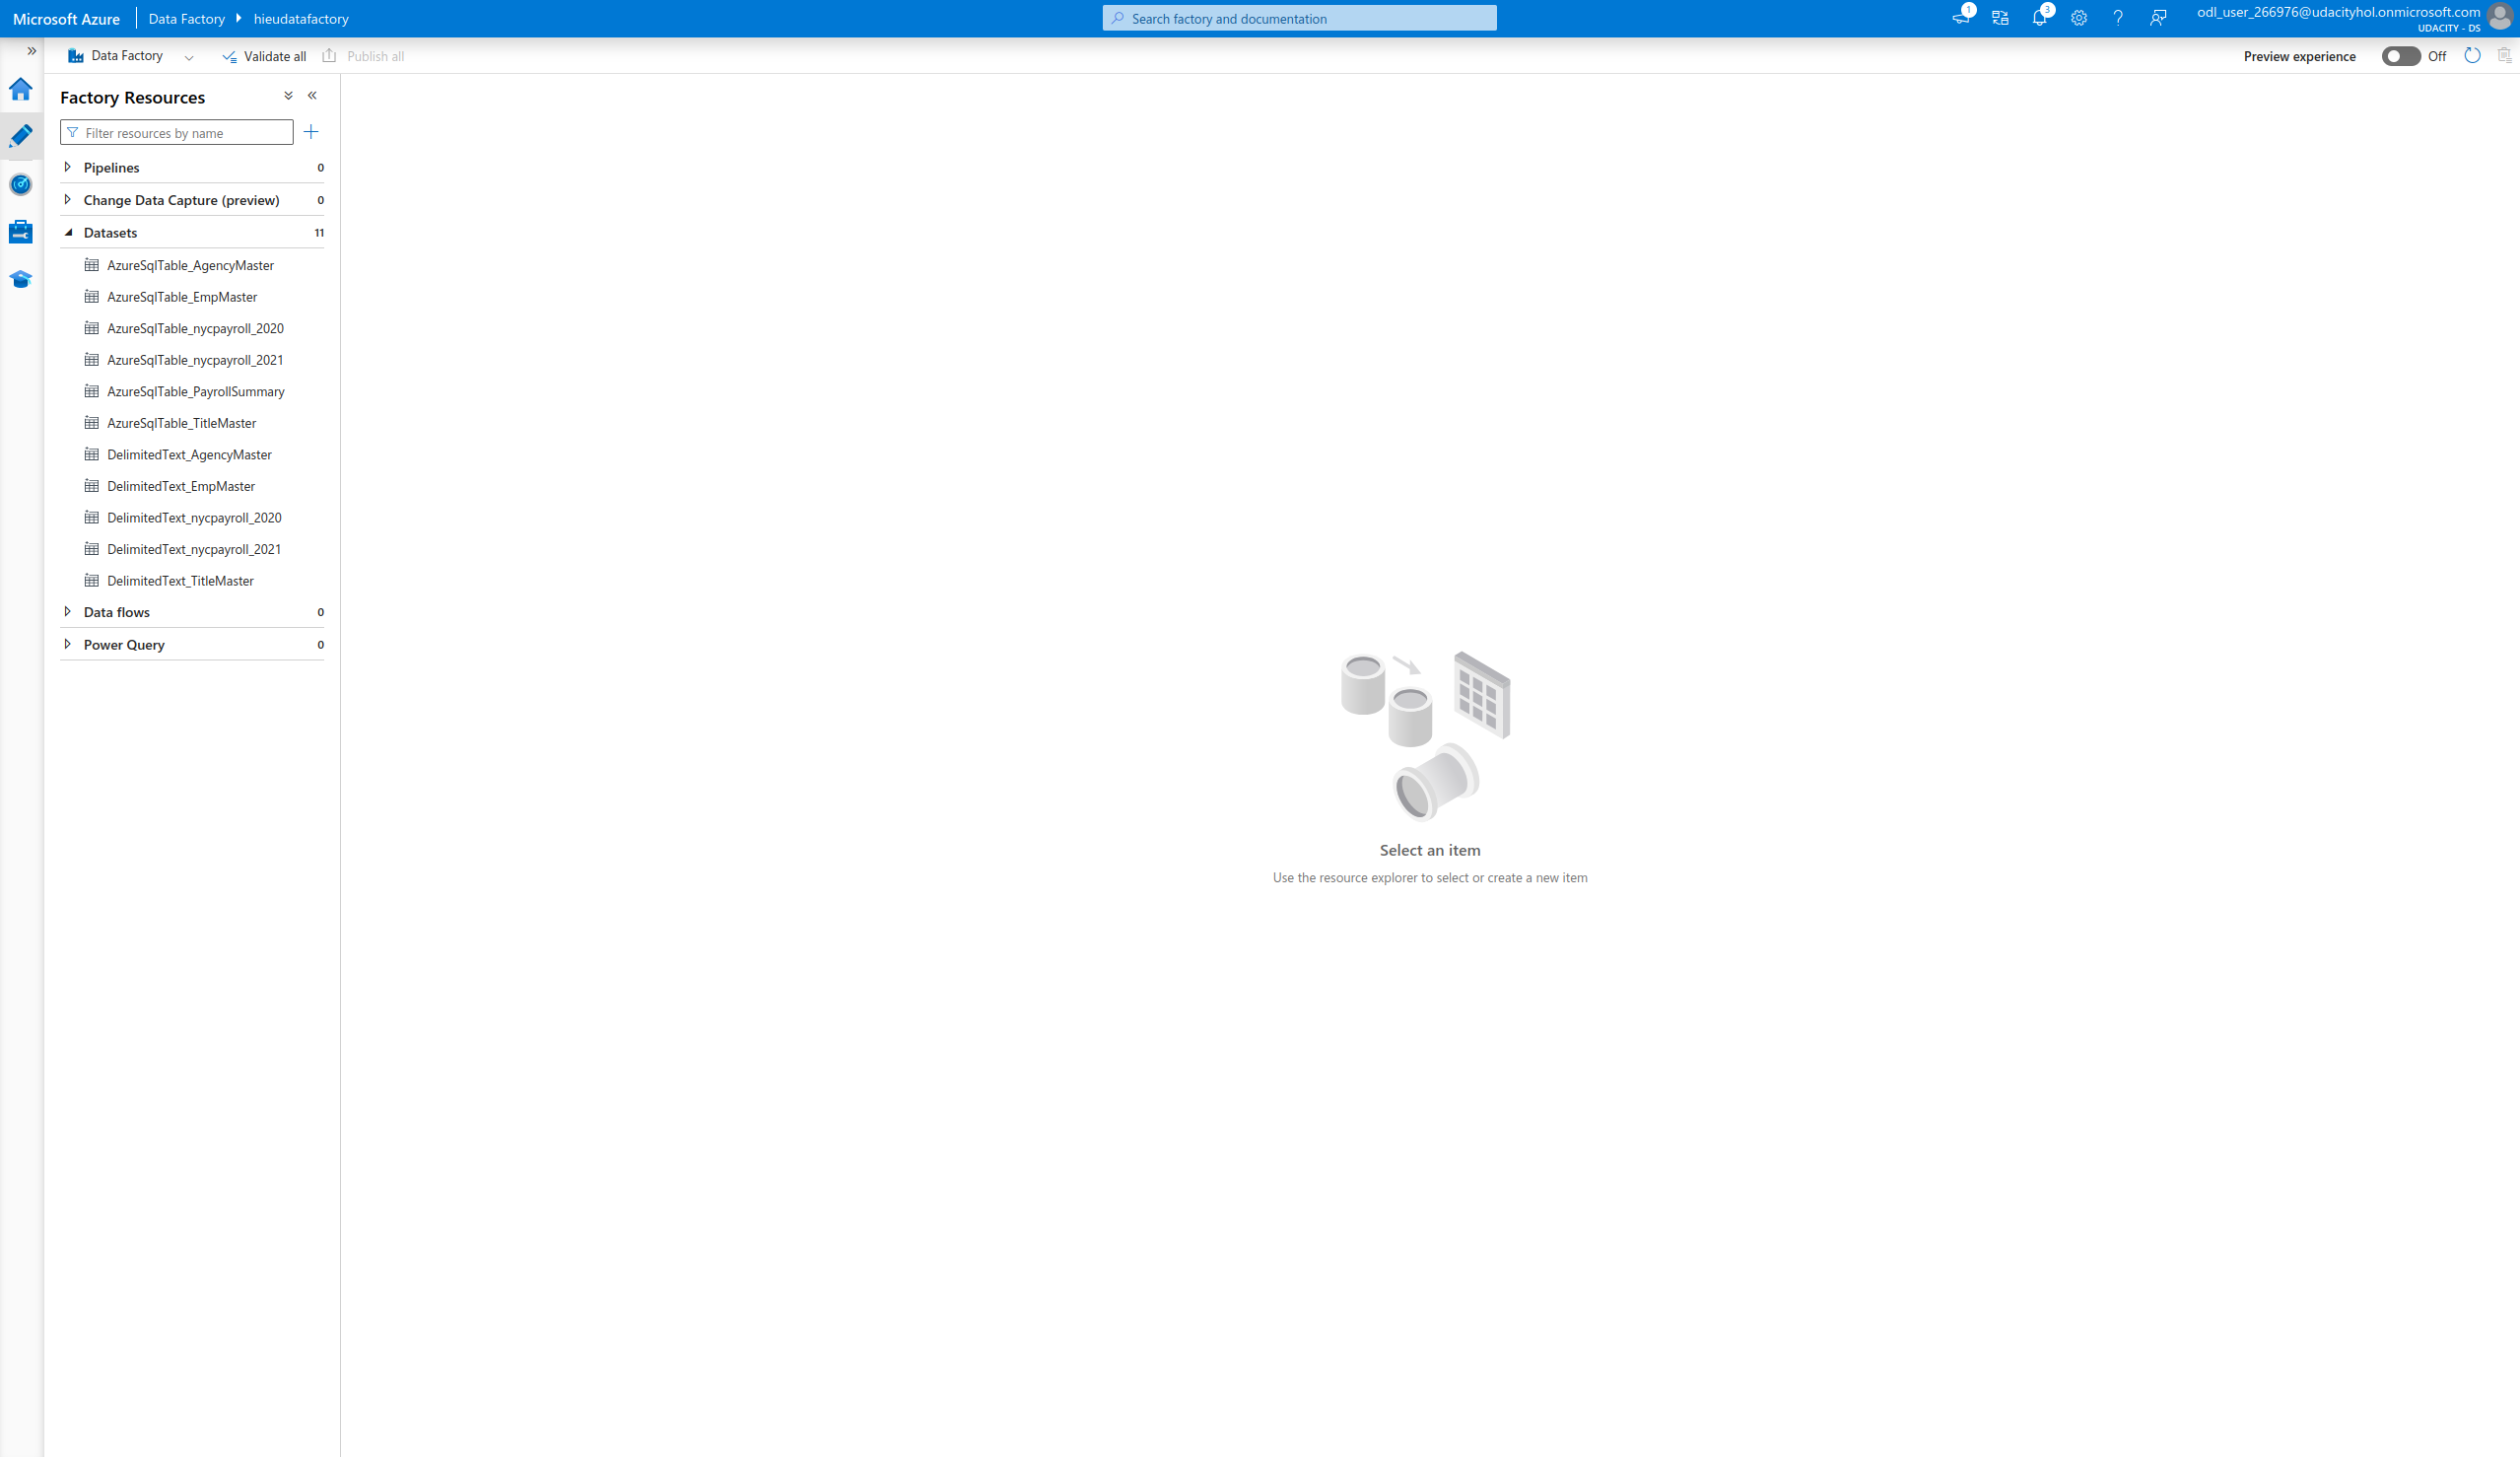 Microsoft Azure Data Factory hieudatafactory Search factory and documentation 1 3 odl_user_266976@udacityhol.onmicrosoft.com
UDACITY - DS
Data Factory Validate all Publish all Preview experience Off
Factory Resources
Filter resources by name
Pipelines 0
Change Data Capture (preview) 0
Datasets 11
AzureSqlTable_AgencyMaster
AzureSqlTable_EmpMaster
AzureSqlTable_nycpayroll_2020
AzureSqlTable_nycpayroll_2021
AzureSqlTable_PayrollSummary
AzureSqlTable_TitleMaster
DelimitedText_AgencyMaster
DelimitedText_EmpMaster
DelimitedText_nycpayroll_2020
DelimitedText_nycpayroll_2021
DelimitedText_TitleMaster
Data flows 0
Power Query 0
Select an item
Use the resource explorer to select or create a new item